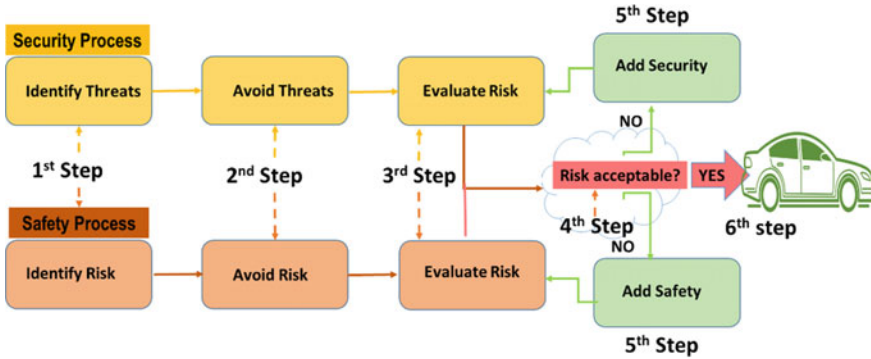 5th Step
Security Process
Identify Threats
Avoid Threats
Evaluate Risk
Add Security
NO
1st Step
2nd Step
3rd Step
Risk acceptable?
YES
Safety Process
4th Step
6th step
NO
Identify Risk
Avoid Risk
Evaluate Risk
Add Safety
5th Step